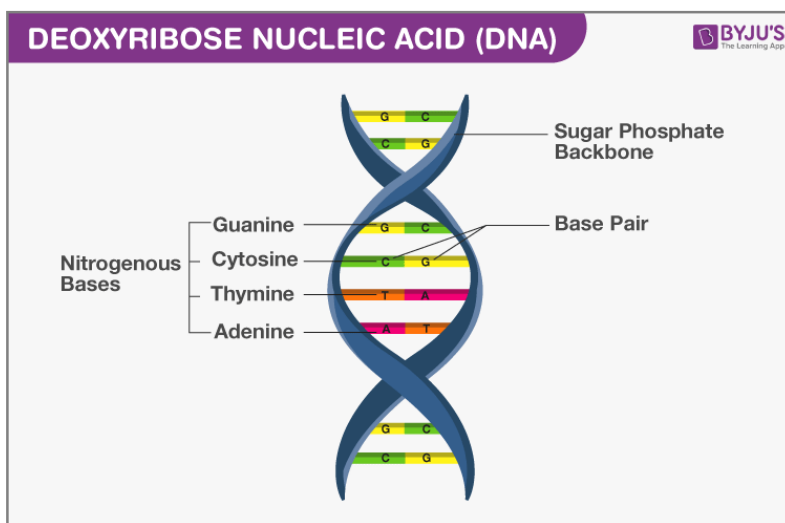 DEOXYRIBOSE NUCLEIC ACID (DNA)
BYJU'S
The Learning App
G C
C G
Sugar Phosphate
Backbone
Nitrogenous
Bases
Guanine
Cytosine
Thymine
Adenine
G C
C G
T A
A T
Base Pair
G C
C G